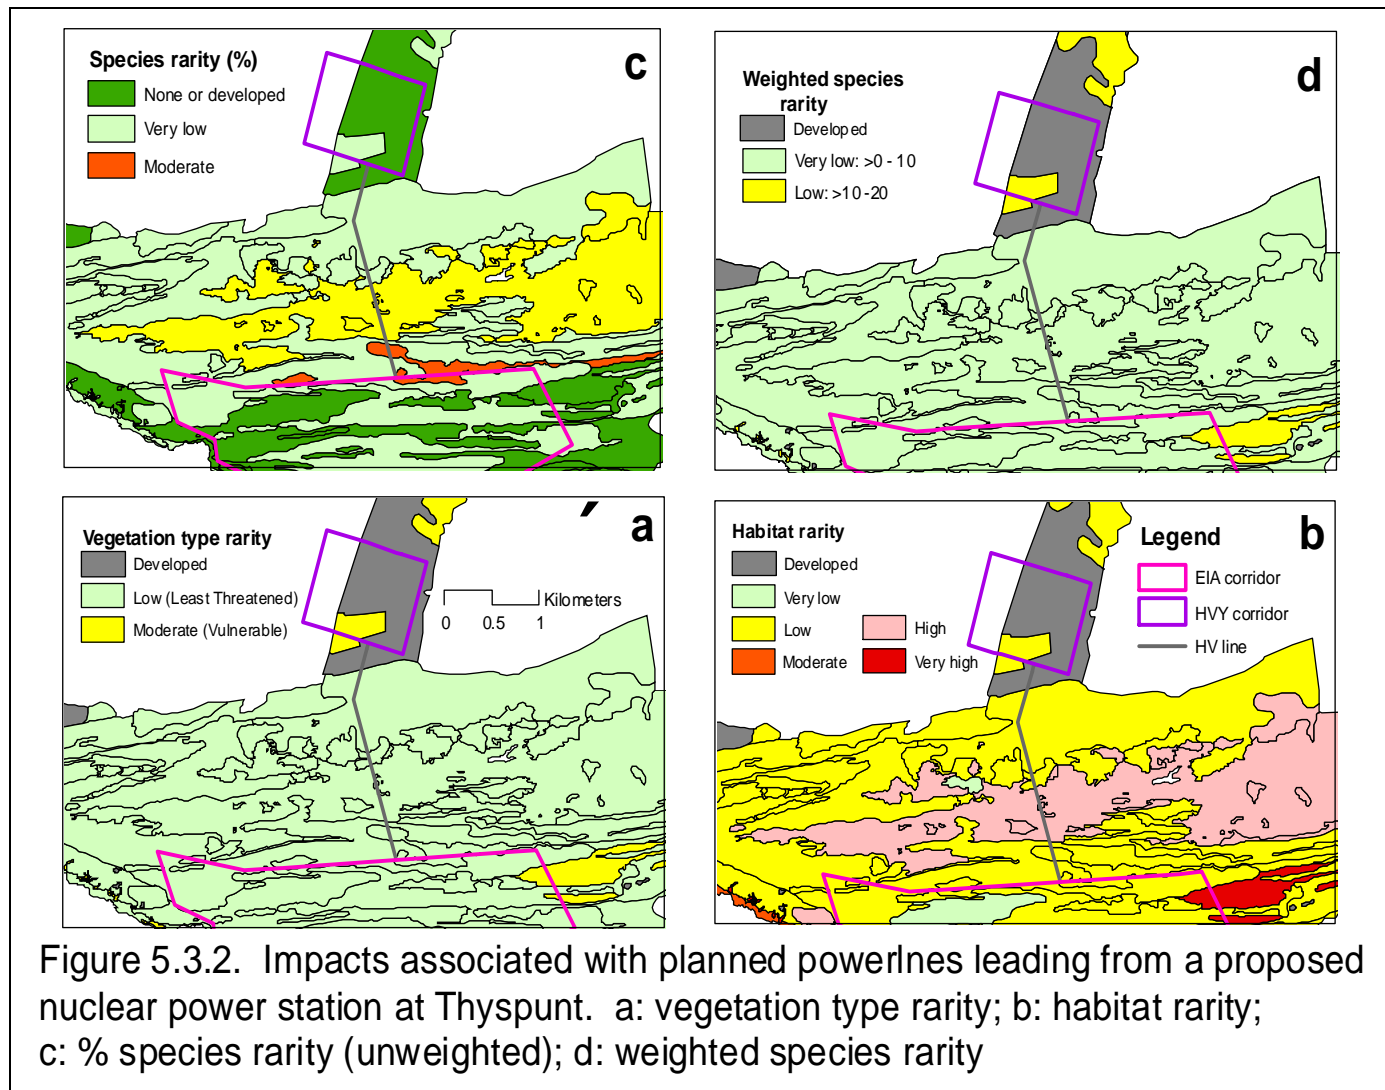 Species rarity (%)
None or developed
Very low
Moderate
c
Weighted species
rarity
Developed
Very low: >0 - 10
Low: >10 -20
d
Vegetation type rarity
Developed
Low (Least Threatened)
Moderate (Vulnerable)
a
Kilometers
0 0.5 1
Habitat rarity
Developed
Very low
Low
Moderate
High
Very high
b
Legend
EIA corridor
HVY corridor
HV line
Figure 5.3.2. Impacts associated with planned powerlnes leading from a proposed
nuclear power station at Thyspunt. a: vegetation type rarity; b: habitat rarity;
c: % species rarity (unweighted); d: weighted species rarity